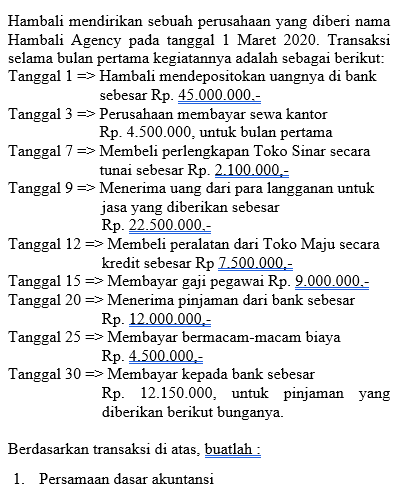 Hambali mendirikan sebuah perusahaan yang diberi nama
Hambali Agency pada tanggal 1 Maret 2020. Transaksi
selama bulan pertama kegiatannya adalah sebagai berikut:
Tanggal 1 => Hambali mendepositokan uangnya di bank
sebesar Rp. 45.000.000,-
Tanggal 3 => Perusahaan membayar sewa kantor
Rp. 4.500.000, untuk bulan pertama
Tanggal 7 => Membeli perlengkapan Toko Sinar secara
tunai sebesar Rp. 2.100.000,-
Tanggal 9 => Menerima uang dari para langganan untuk
jasa yang diberikan sebesar
Rp. 22.500.000,-
Tanggal 12 => Membeli peralatan dari Toko Maju secara
kredit sebesar Rp 7.500.000,-
Tanggal 15 => Membayar gaji pegawai Rp. 9.000.000,-
Tanggal 20 => Menerima pinjaman dari bank sebesar
Rp. 12.000.000,-
Tanggal 25 => Membayar bermacam-macam biaya
Rp. 4.500.000,-
Tanggal 30 => Membayar kepada bank sebesar
Rp. 12.150.000, untuk pinjaman yang
diberikan berikut bunganya.
Berdasarkan transaksi di atas, buatlah :
1. Persamaan dasar akuntansi